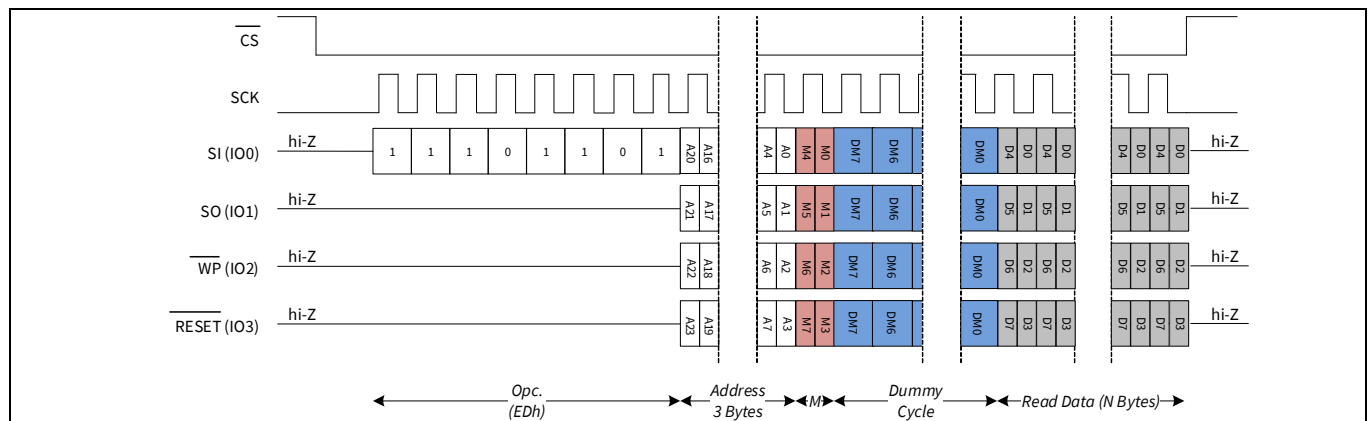 CS
SCK
hi-Z
SI (IO0)
1 1 1 0 1 1 0 1
A20 A16 A4 A0 M4 M0 DM7 DM6 DM0 D4 D0 D4 D0 D4 D0 D4 D0
hi-Z
hi-Z
SO (IO1)
A21 A17 A5 A1 M5 M1 DM7 DM6 DM0 D5 D1 D5 D1 D5 D1 D5 D1
hi-Z
hi-Z
WP (IO2)
A22 A18 A6 A2 M6 M2 DM7 DM6 DM0 D6 D2 D6 D2 D6 D2 D6 D2
hi-Z
hi-Z
RESET (IO3)
A23 A19 A7 A3 M7 M3 DM7 DM6 DM0 D7 D3 D7 D3 D7 D3 D7 D3
hi-Z
Opc.
(EDh)
Address
3 Bytes
M
Dummy
Cycle
Read Data (N Bytes)